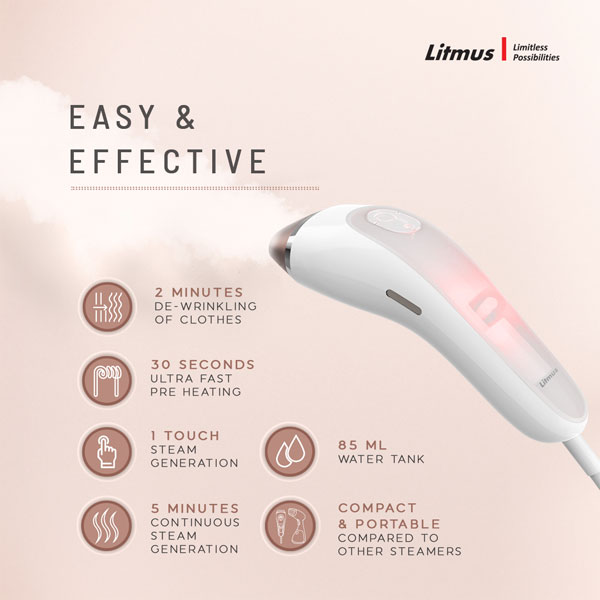 Litmus
Limitless
Possibilities
EASY &
EFFECTIVE
Litmus
2 MINUTES
DE-WRINKLING
OF CLOTHES
30 SECONDS
ULTRA FAST
PRE HEATING
1 TOUCH
STEAM
GENERATION
85 ML
WATER TANK
5 MINUTES
CONTINUOUS
STEAM
GENERATION
COMPACT
& PORTABLE
COMPARED TO
OTHER STEAMERS